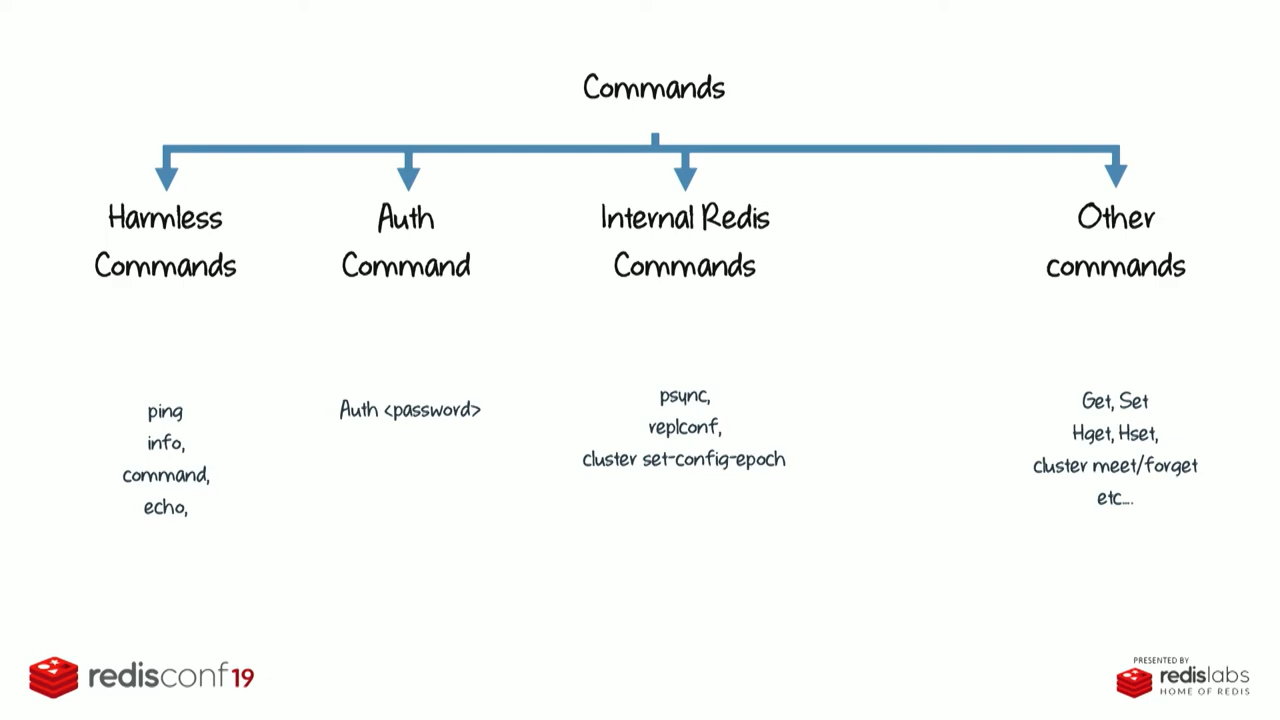 Commands
Harmless
Commands
Auth
Command
Internal Redis
Commands
Other
commands
ping
info,
command,
echo,
Auth <password>
psync,
replconf,
cluster set-config-epoch
Get, Set
Hget, Hset,
cluster meet/forget
etc....
redisconf19
PRESENTED BY
redislabs
HOME OF REDIS